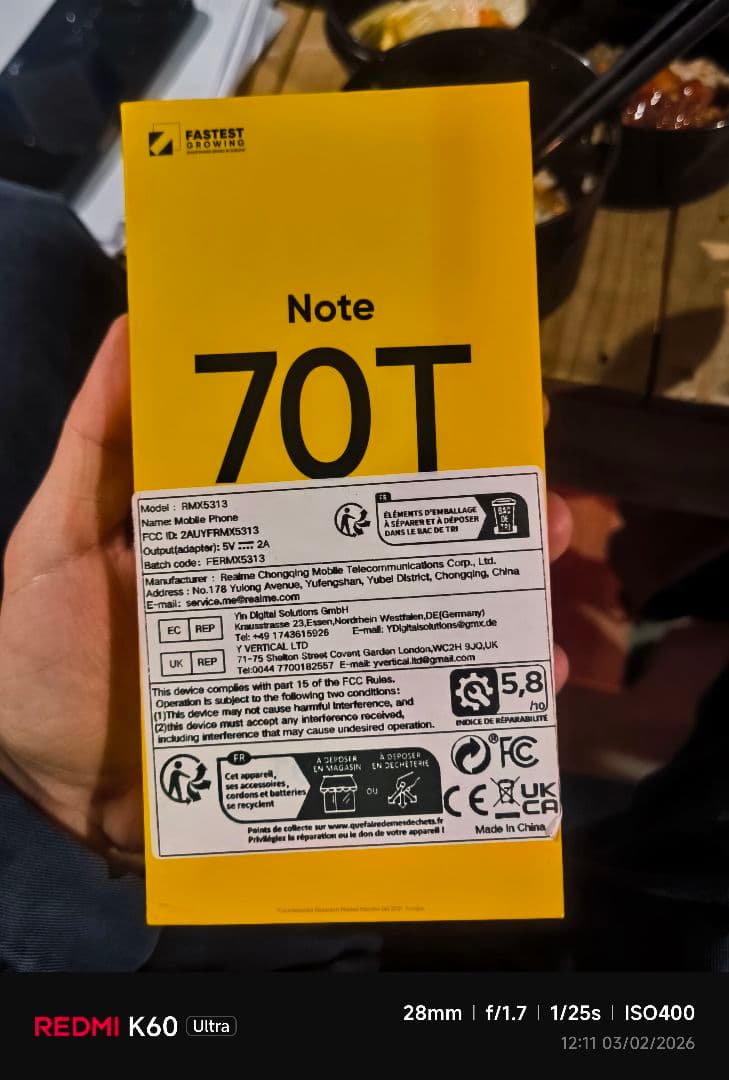 FASTEST
GROWING
Note
70T
Model : RMX5313
Name: Mobile Phone
FCC ID: 2AUYFRMX5313
Output(adapter): 5V 2A
Batch code: FERMX5313
FR
ÉLÉMENTS D'EMBALLAGE
À SÉPARER ET À DÉPOSER
DANS LE BAC DE TRI
BAC
DE
TRI
Manufacturer : Realme Chongqing Mobile Telecommunications Corp., Ltd.
Address : No.178 Yulong Avenue, Yufengshan, Yubei District, Chongqing, China
E-mail: service.me@realme.com
EC REP
Yin Digital Solutions GmbH
Krausstrasse 23,Essen,Nordrhein Westfalen,DE(Germany)
Tel: +49 1743615926 E-mail: YDigitalsolutions@gmx.de
UK REP
Y VERTICAL LTD
71-75 Shelton Street Covent Garden London,WC2H 9JQ,UK
Tel:0044 7700182557 E-mail: yvertical.ltd@gmail.com
This device complies with part 15 of the FCC Rules.
Operation is subject to the following two conditions:
(1)This device may not cause harmful interference, and
(2)this device must accept any interference received,
including interference that may cause undesired operation.
5,8
/10
INDICE DE RÉPARABILITÉ
FR
Cet appareil,
ses accessoires,
cordons et batteries
se recyclent
À DÉPOSER
EN MAGASIN
OU
À DÉPOSER
EN DÉCHÈTERIE
Points de collecte sur www.quefairedemesdechets.fr
Privilégiez la réparation ou le don de votre appareil !
® FC
CE UK
CA
Made in China
REDMI K60 Ultra
28mm | f/1.7 | 1/25s | ISO400
12:11 03/02/2026